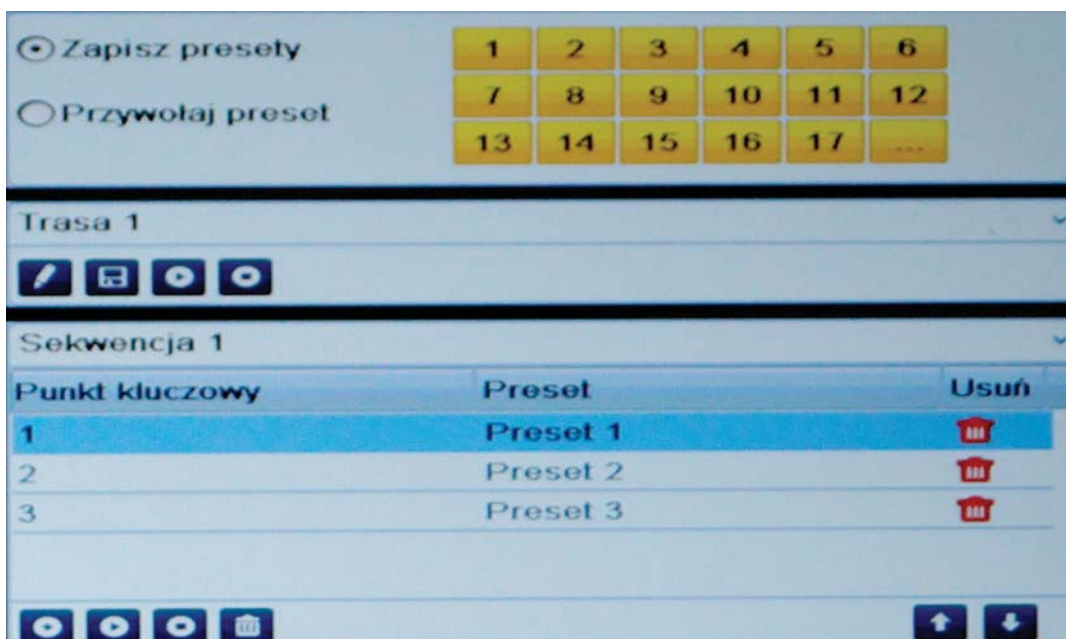 Zapisz presety
1 2 3 4 5 6
Przywołaj preset
7 8 9 10 11 12
13 14 15 16 17 ...
Trasa 1
Sekwencja 1
Punkt kluczowy Preset Usuń
1 Preset 1
2 Preset 2
3 Preset 3